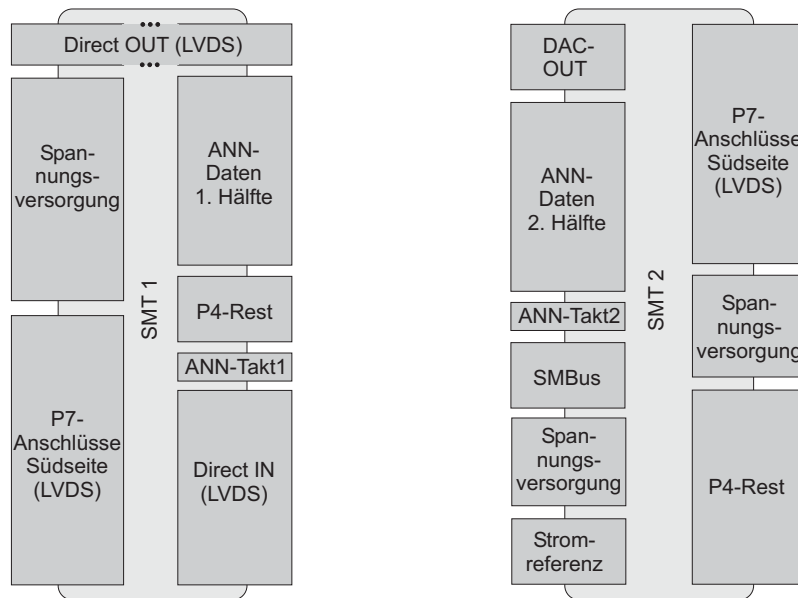 Direct OUT (LVDS)
Span-
nungs-
versorgung
P7-
Anschlüsse
Südseite
(LVDS)
SMT 1
ANN-
Daten
1. Hälfte
P4-Rest
ANN-Takt1
Direct IN
(LVDS)
DAC-
OUT
ANN-
Daten
2. Hälfte
ANN-Takt2
SMBus
Span-
nungs-
versorgung
Strom-
referenz
SMT 2
P7-
Anschlüsse
Südseite
(LVDS)
Span-
nungs-
versorgung
P4-Rest